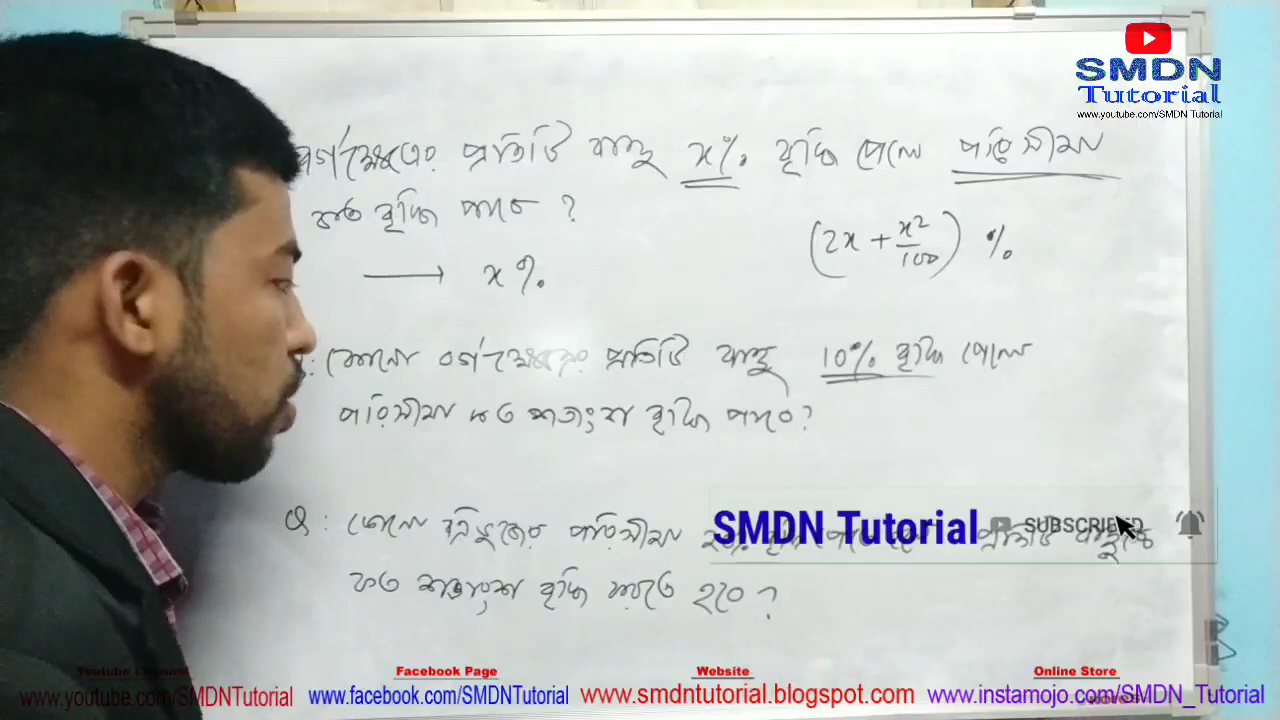 SMDN
Tutorial
www.youtube.com/SMDN Tutorial
বর্গক্ষেত্রের প্রতিটি বাহু x% বৃদ্ধি পেলে পরিসীমা
কত বৃদ্ধি পাবে ?
(2x + x²/100) %
→ x %.
কোনো বর্গক্ষেত্রের প্রতিটি বাহু 10% বৃদ্ধি পেলে
পরিসীমা কত শতাংশ বৃদ্ধি পাবে?
Q : কোনো ত্রিভুজের পরিসীমা প্রতিটি বাহুকে
SMDN Tutorial SUBSCRIBED
কত শতাংশ বৃদ্ধি করতে হবে ?
Youtube Channel Facebook Page Website Online Store
www.youtube.com/SMDNTutorial www.facebook.com/SMDNTutorial www.smdntutorial.blogspot.com www.instamojo.com/SMDN_Tutorial